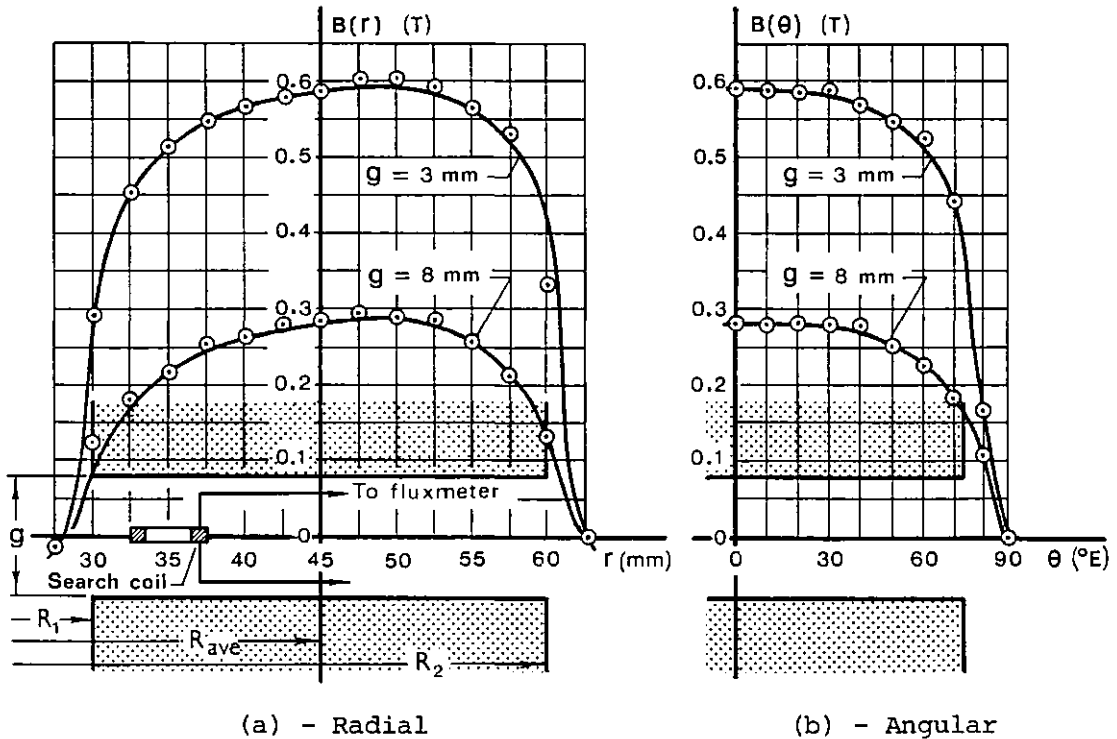 B(r) (T)
0.6
0.5
g = 3 mm
0.4
g = 8 mm
0.3
0.2
0.1
To fluxmeter
0
g
30 35 40 45 50 55 60 r (mm)
Search coil
R1
Rave
R2
(a) - Radial
B(θ) (T)
0.6
0.5
g = 3 mm
0.4
g = 8 mm
0.3
0.2
0.1
0
0 30 60 90 θ (°E)
(b) - Angular